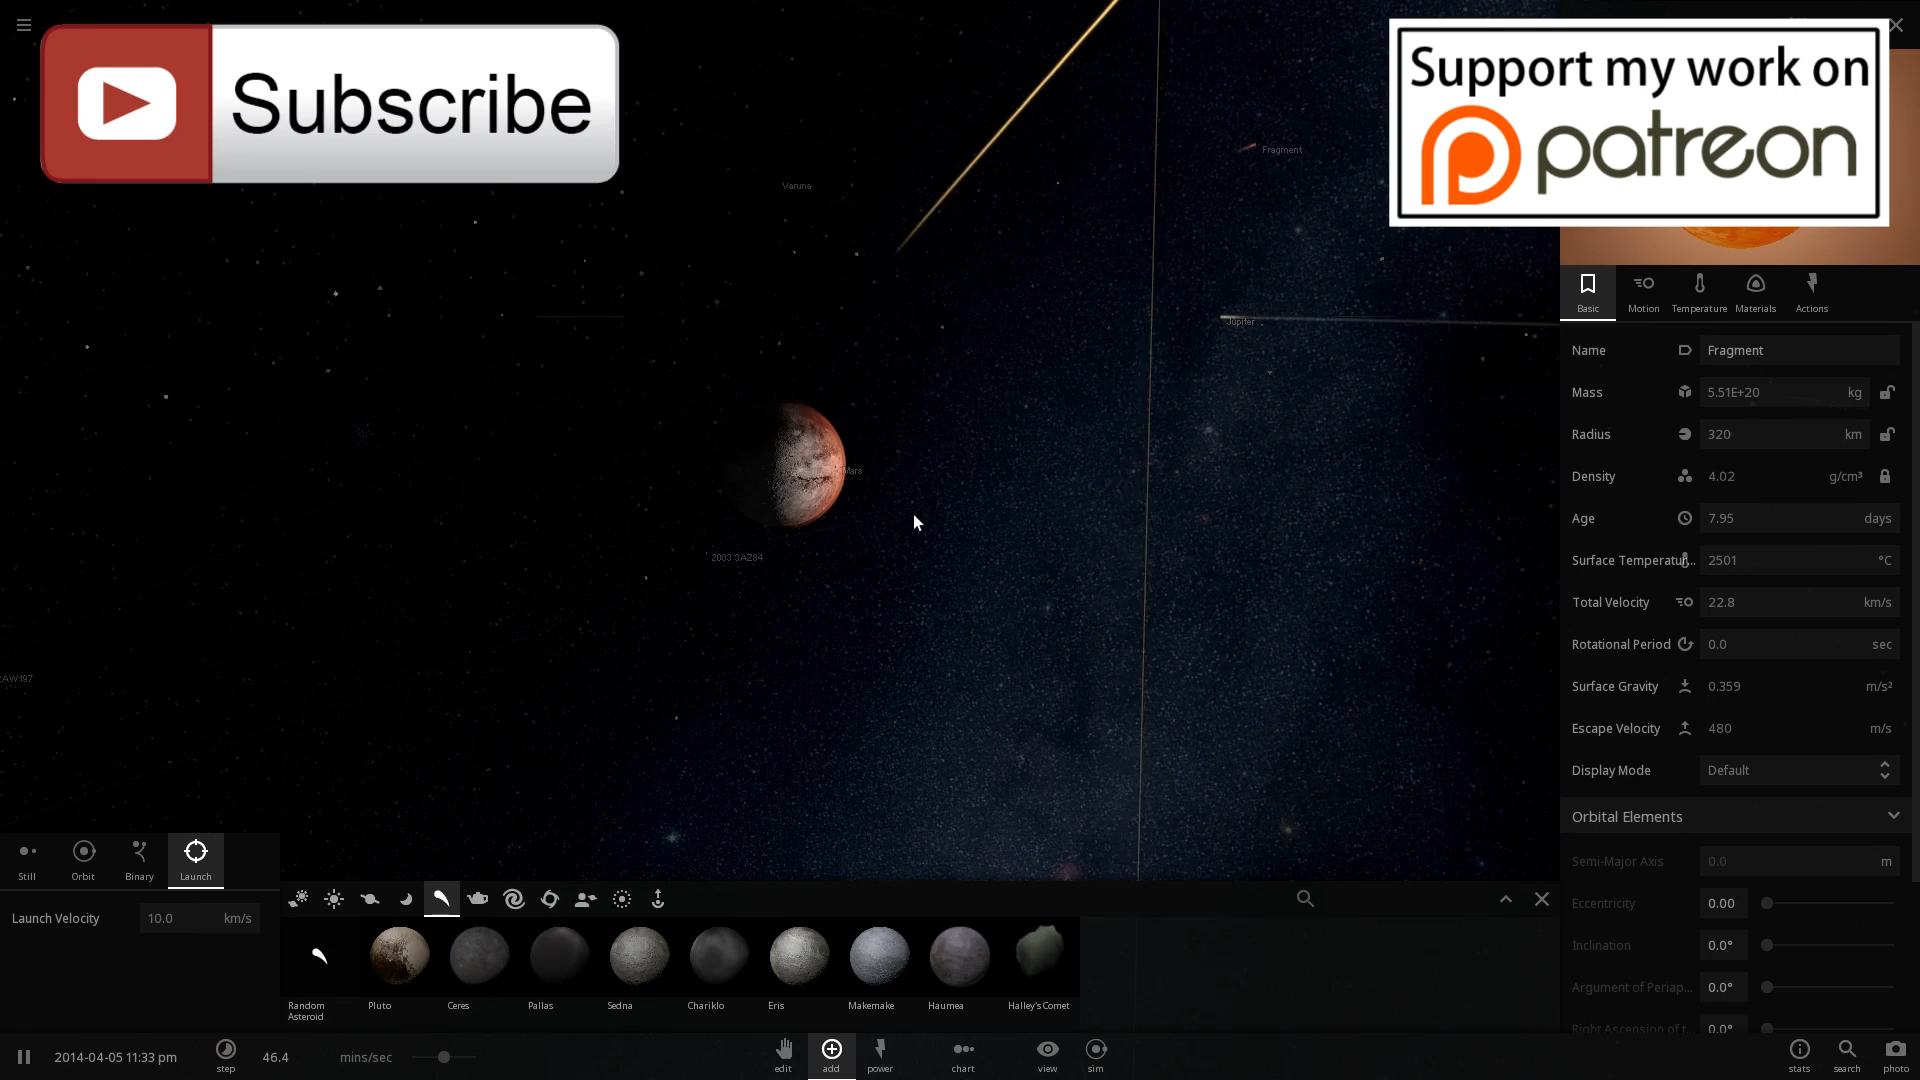 Subscribe
Support my work on
patreon
Fragment
Varuna
Jupiter
Mars
2003 3AZ84
AW197
Basic
Motion
Temperature
Materials
Actions
Name
Fragment
Mass
5.51E+20
kg
Radius
320
km
Density
4.02
g/cm³
Age
7.95
days
Surface Temperatur...
2501
°C
Total Velocity
22.8
km/s
Rotational Period
0.0
sec
Surface Gravity
0.359
m/s²
Escape Velocity
480
m/s
Display Mode
Default
Orbital Elements
Semi-Major Axis
0.0
m
Eccentricity
0.00
Inclination
0.0°
Argument of Periap...
0.0°
Right Ascension of t...
0.0°
Still
Orbit
Binary
Launch
Launch Velocity
10.0
km/s
Random Asteroid
Pluto
Ceres
Pallas
Sedna
Chariklo
Eris
Makemake
Haumea
Halley's Comet
2014-04-05 11:33 pm
step
46.4
mins/sec
edit
add
power
chart
view
sim
stats
search
photo